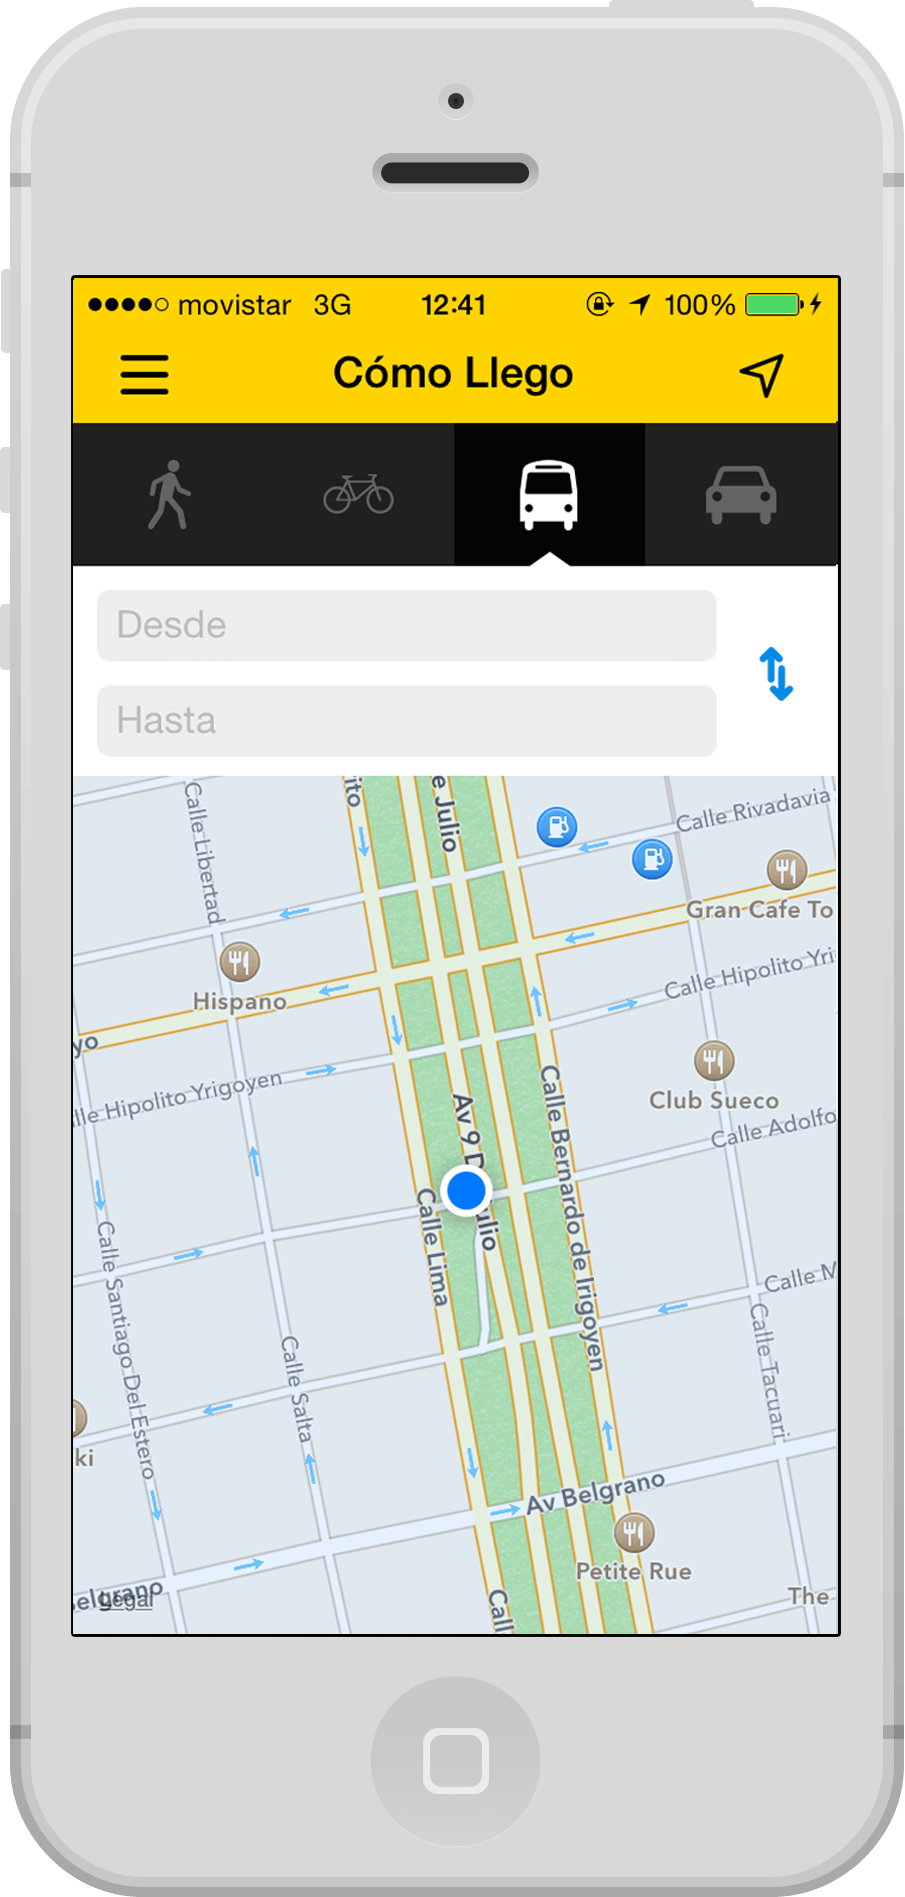 movistar 3G 12:41 100%
Cómo Llego
Desde
Hasta
ito
e Julio
Calle Libertad
Calle Rivadavia
Gran Cafe To
Hispano
Calle Hipolito Yri
yo
lle Hipolito Yrigoyen
Club Sueco
Calle Adolfo
Av 9 D
ulio
Calle Bernardo de Irigoyen
Calle Lima
Calle Santiago Del Estero
Calle M
Calle Tacuari
Calle Salta
ki
Av Belgrano
Petite Rue
elgrano
Legal
Call
The